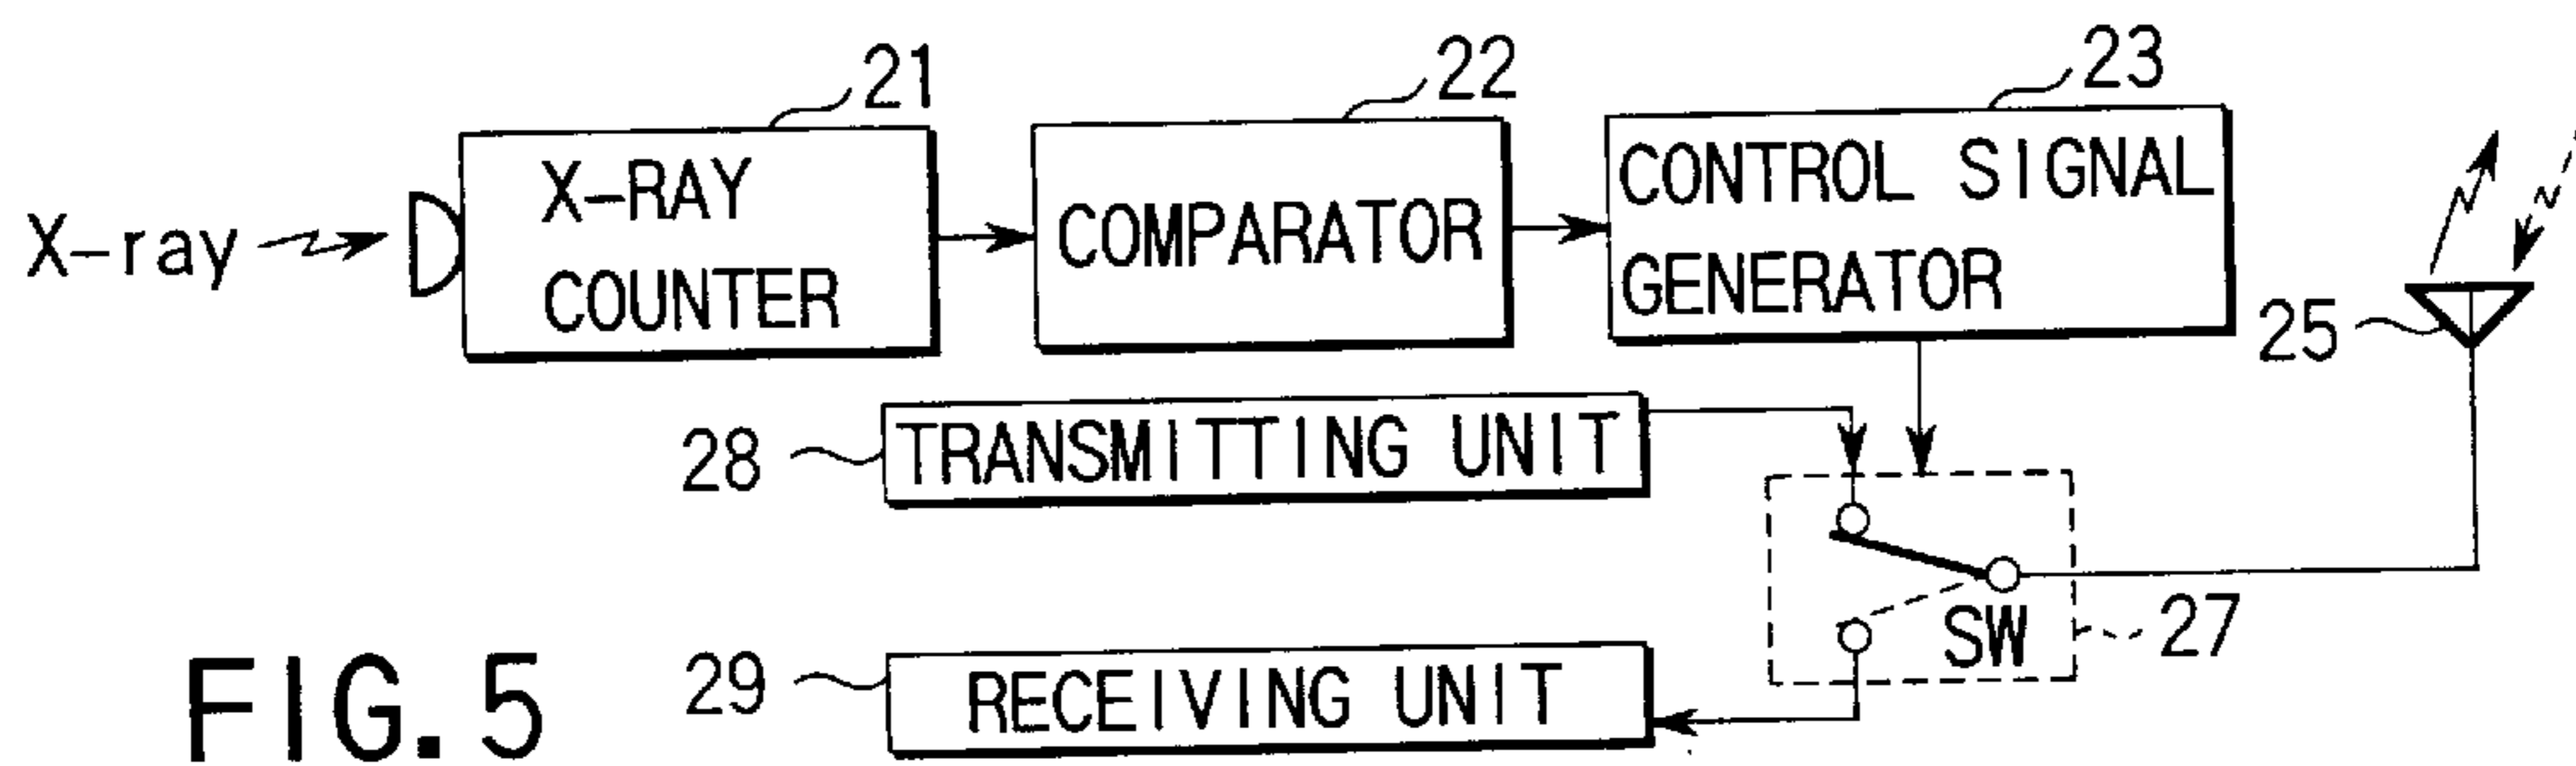 21
22
23
X-ray
X-RAY
COUNTER
COMPARATOR
CONTROL SIGNAL
GENERATOR
25
28
TRANSMITTING UNIT
SW
27
29
RECEIVING UNIT
FIG.5